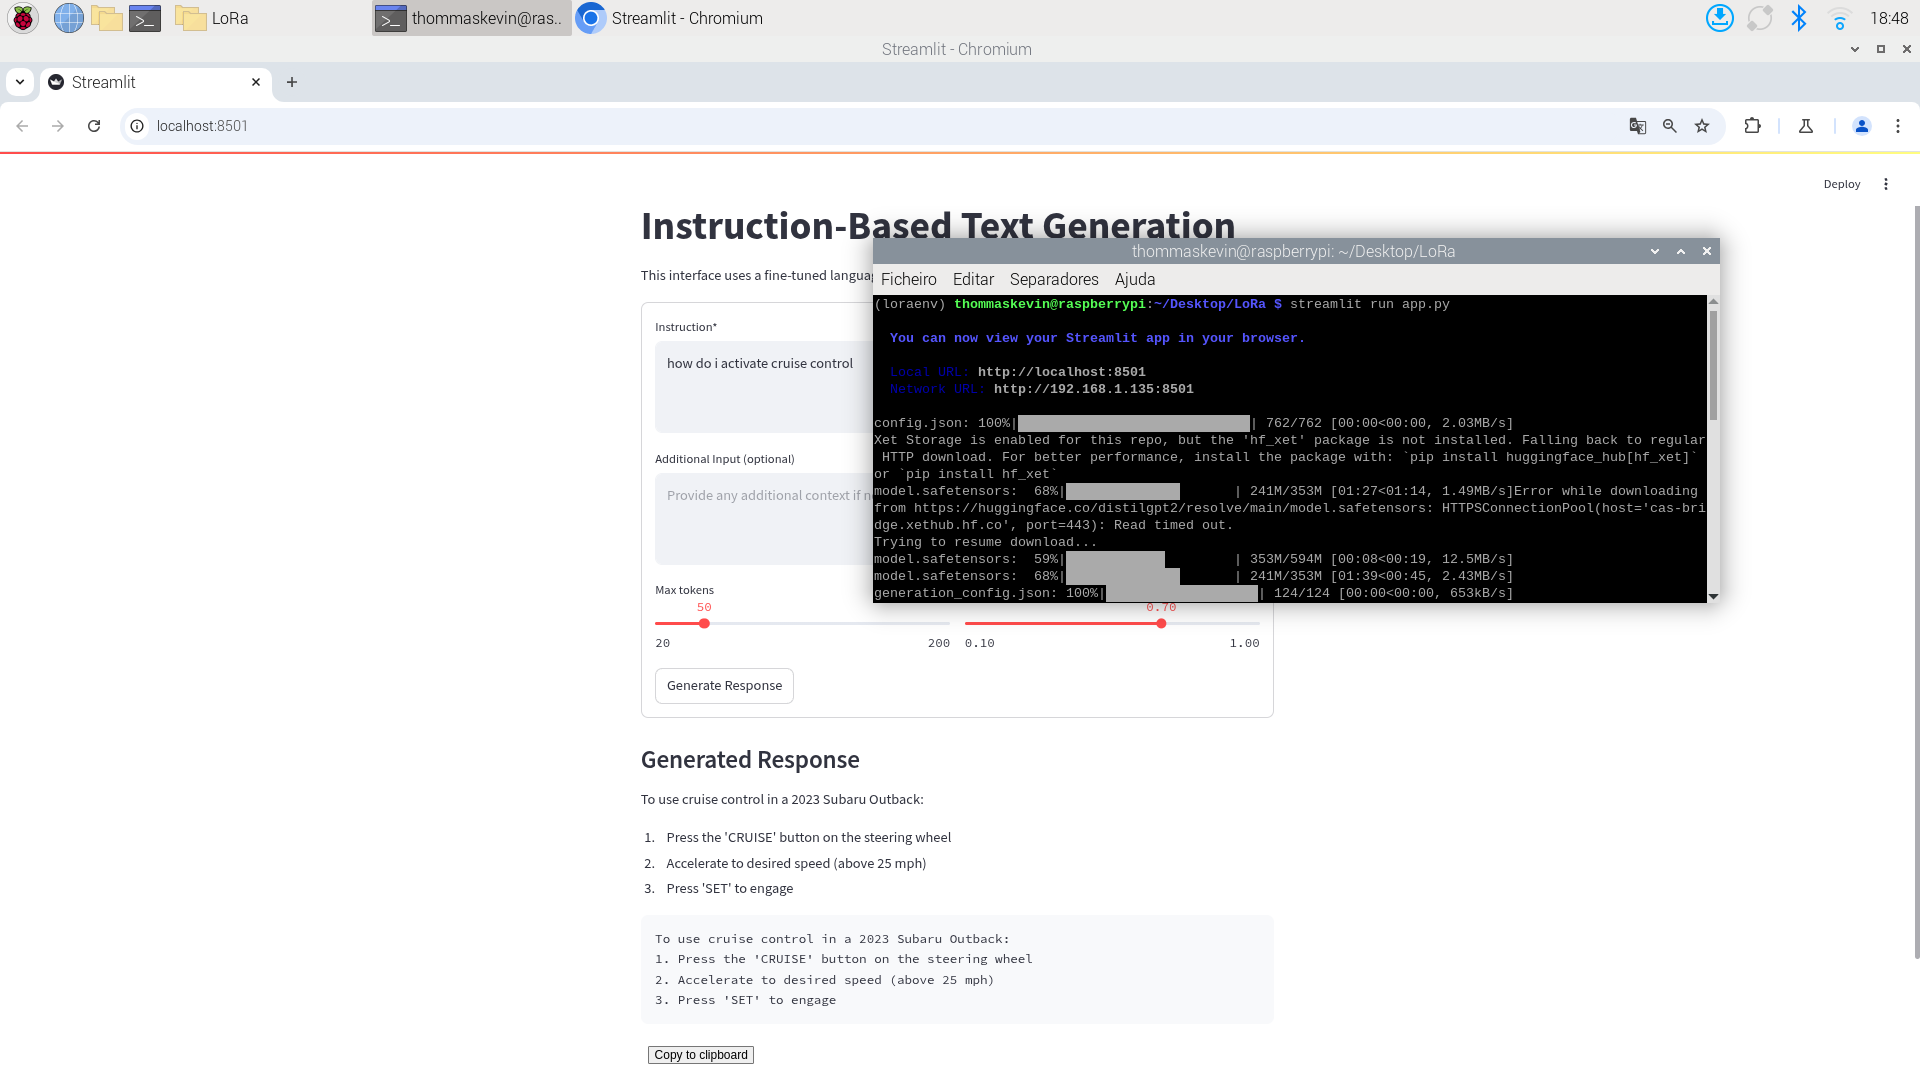 LoRa
thommaskevin@ras..
Streamlit - Chromium
18:48
Streamlit - Chromium
Streamlit
localhost:8501
Deploy
Instruction-Based Text Generation
This interface uses a fine-tuned langua
Instruction*
how do i activate cruise control
Additional Input (optional)
Provide any additional context if n
Max tokens
50
0.70
20
200
0.10
1.00
Generate Response
thommaskevin@raspberrypi: ~/Desktop/LoRa
Ficheiro Editar Separadores Ajuda
(loraenv) thommaskevin@raspberrypi:~/Desktop/LoRa $ streamlit run app.py
You can now view your Streamlit app in your browser.
Local URL: http://localhost:8501
Network URL: http://192.168.1.135:8501
config.json: 100%| | 762/762 [00:00<00:00, 2.03MB/s]
Xet Storage is enabled for this repo, but the 'hf_xet' package is not installed. Falling back to regular
HTTP download. For better performance, install the package with: `pip install huggingface_hub[hf_xet]`
or `pip install hf_xet`
model.safetensors: 68%| | 241M/353M [01:27<01:14, 1.49MB/s]Error while downloading
from https://huggingface.co/distilgpt2/resolve/main/model.safetensors: HTTPSConnectionPool(host='cas-bri
dge.xethub.hf.co', port=443): Read timed out.
Trying to resume download...
model.safetensors: 59%| | 353M/594M [00:08<00:19, 12.5MB/s]
model.safetensors: 68%| | 241M/353M [01:39<00:45, 2.43MB/s]
generation_config.json: 100%| | 124/124 [00:00<00:00, 653kB/s]
Generated Response
To use cruise control in a 2023 Subaru Outback:
1. Press the 'CRUISE' button on the steering wheel
2. Accelerate to desired speed (above 25 mph)
3. Press 'SET' to engage
To use cruise control in a 2023 Subaru Outback:
1. Press the 'CRUISE' button on the steering wheel
2. Accelerate to desired speed (above 25 mph)
3. Press 'SET' to engage
Copy to clipboard